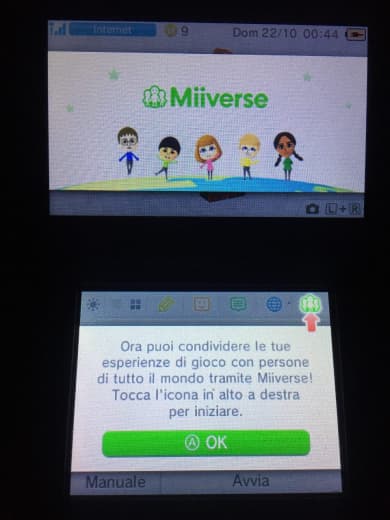 Internet
9
Dom 22/10 00:44
Miiverse
L+R
Ora puoi condividere le tue
esperienze di gioco con persone
di tutto il mondo tramite Miiverse!
Tocca l'icona in alto a destra
per iniziare.
A OK
Manuale
Avvia